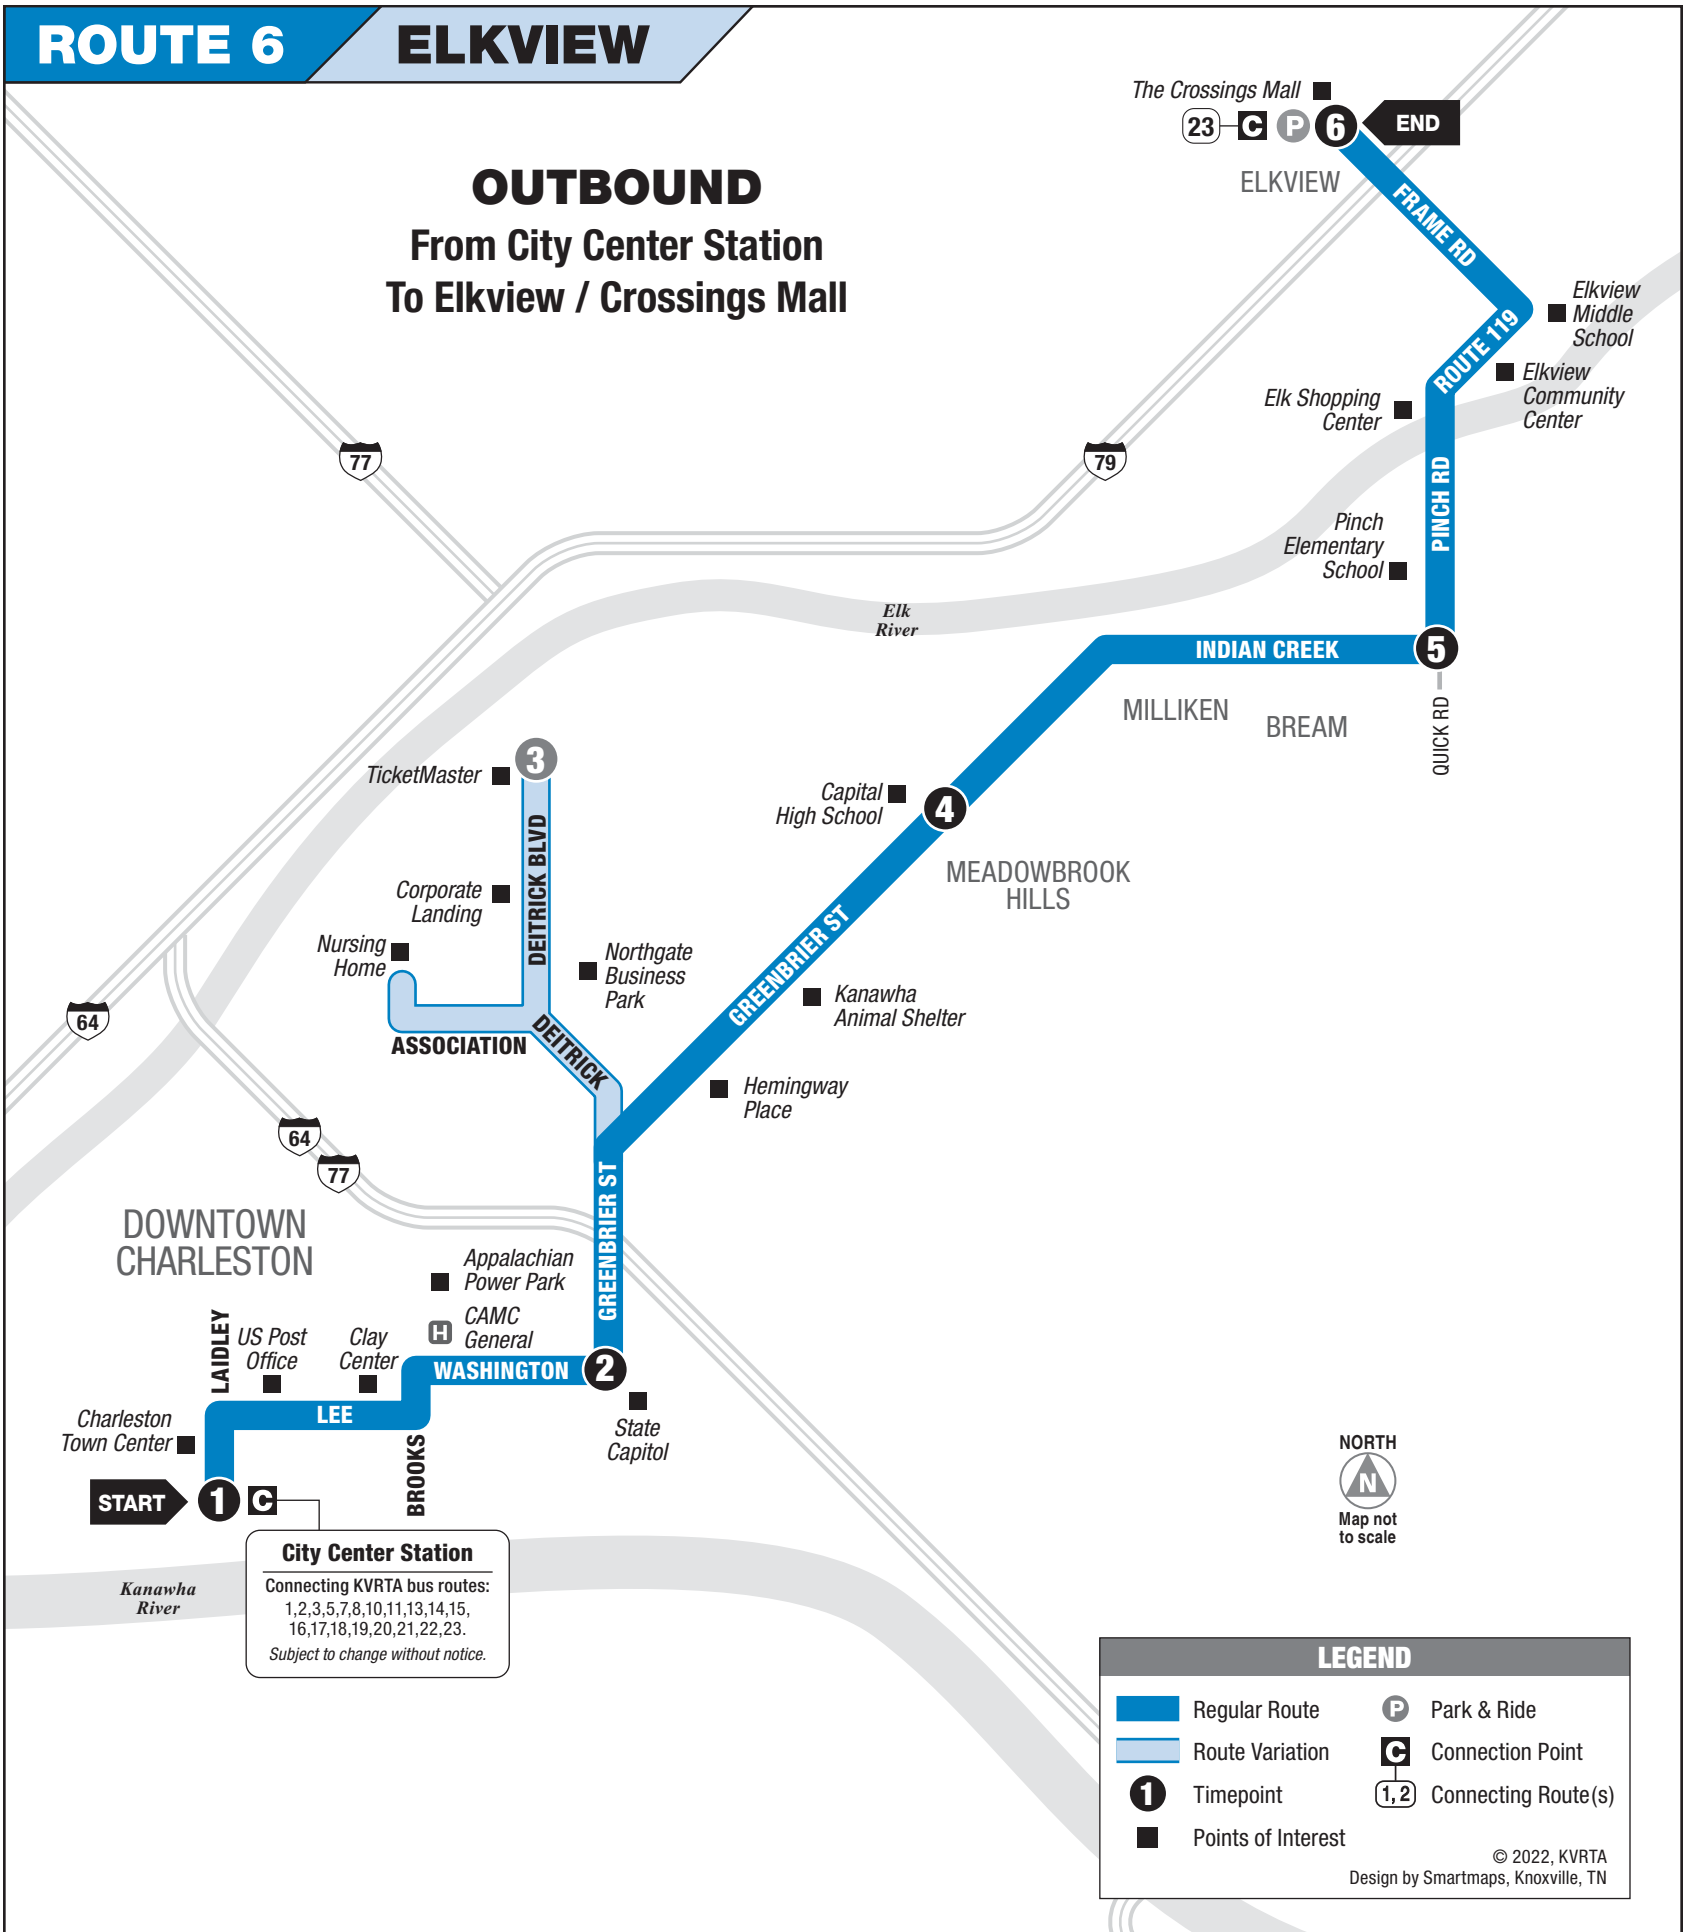 ROUTE 6
ELKVIEW
OUTBOUND
From City Center Station
To Elkview / Crossings Mall
The Crossings Mall
23
C
P
6
END
ELKVIEW
FRAME RD
Elkview
Middle
School
ROUTE 119
Elkview
Community
Center
Elk Shopping
Center
77
79
PINCH RD
Pinch
Elementary
School
Elk
River
INDIAN CREEK
5
MILLIKEN
BREAM
QUICK RD
TicketMaster
3
Capital
High School
4
MEADOWBROOK
HILLS
DEITRICK BLVD
Corporate
Landing
Nursing
Home
Northgate
Business
Park
GREENBRIER ST
Kanawha
Animal Shelter
64
ASSOCIATION
DEITRICK
Hemingway
Place
64
77
GREENBRIER ST
DOWNTOWN
CHARLESTON
Appalachian
Power Park
H
CAMC
General
LAIDLEY
US Post
Office
Clay
Center
WASHINGTON
2
LEE
Charleston
Town Center
State
Capitol
BROOKS
START
1
C
NORTH
N
Map not
to scale
City Center Station
Connecting KVRTA bus routes:
1,2,3,5,7,8,10,11,13,14,15,
16,17,18,19,20,21,22,23.
Subject to change without notice.
Kanawha
River
LEGEND
Regular Route
P
Park & Ride
Route Variation
C
Connection Point
1
Timepoint
1,2
Connecting Route(s)
Points of Interest
© 2022, KVRTA
Design by Smartmaps, Knoxville, TN